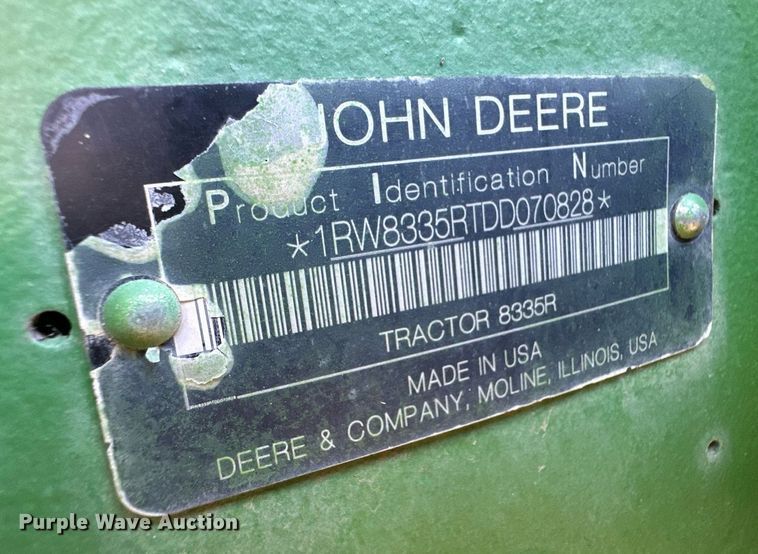 JOHN DEERE
Product Identification Number
*1RW8335RTDD070828*
TRACTOR 8335R
MADE IN USA
DEERE & COMPANY, MOLINE, ILLINOIS, USA
Purple Wave Auction